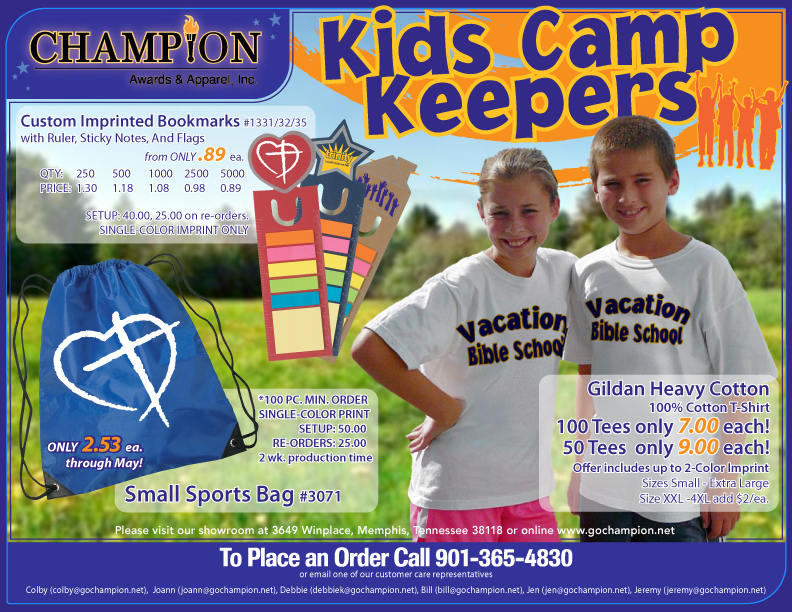 CHAMPION
Awards & Apparel, Inc.
Kids Camp
Keepers
Custom Imprinted Bookmarks #1331/32/35
with Ruler, Sticky Notes, And Flags
from ONLY .89 ea.
QTY: 250 500 1000 2500 5000
PRICE: 1.30 1.18 1.08 0.98 0.89
SETUP: 40.00, 25.00 on re-orders.
SINGLE-COLOR IMPRINT ONLY
Vacation
Bible School
Vacation
Bible School
*100 PC. MIN. ORDER
SINGLE-COLOR PRINT
SETUP: 50.00
RE-ORDERS: 25.00
2 wk. production time
ONLY 2.53 ea.
through May!
Small Sports Bag #3071
Gildan Heavy Cotton
100% Cotton T-Shirt
100 Tees only 7.00 each!
50 Tees only 9.00 each!
Offer includes up to 2-Color Imprint
Sizes Small - Extra Large
Size XXL -4XL add $2/ea.
Please visit our showroom at 3649 Winplace, Memphis, Tennessee 38118 or online www.gochampion.net
To Place an Order Call 901-365-4830
or email one of our customer care representatives
Colby (colby@gochampion.net), Joann (joann@gochampion.net), Debbie (debbiek@gochampion.net), Bill (bill@gochampion.net), Jen (jen@gochampion.net), Jeremy (jeremy@gochampion.net)